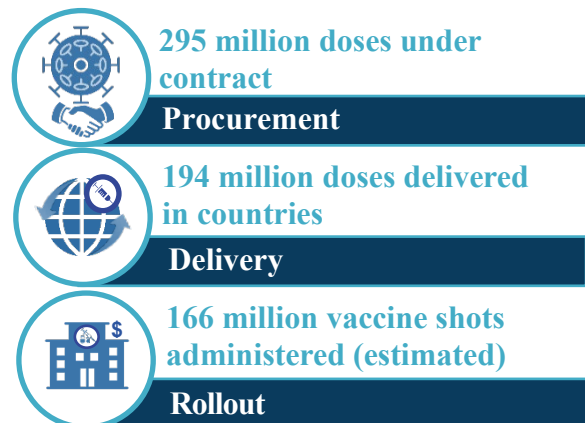 295 million doses under
contract
Procurement
194 million doses delivered
in countries
Delivery
$
166 million vaccine shots
administered (estimated)
Rollout